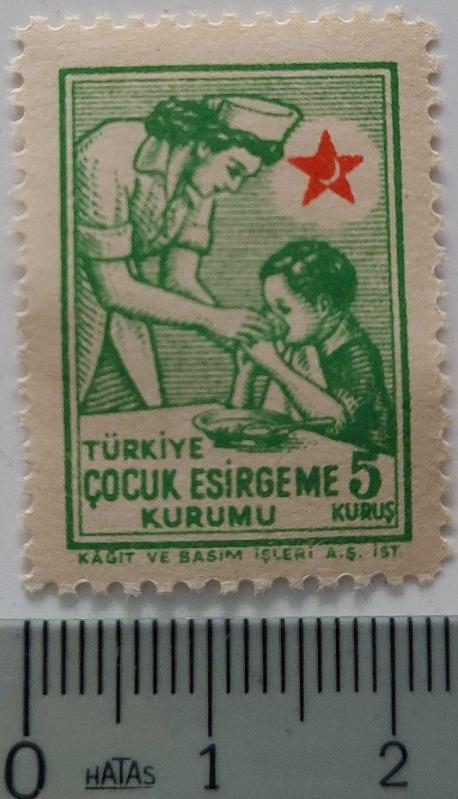 TÜRKİYE
ÇOCUK ESİRGEME 5
KURUMU KURUŞ
KAĞIT VE BASIM İŞLERİ A.Ş. İST
0 HATAS 1 2